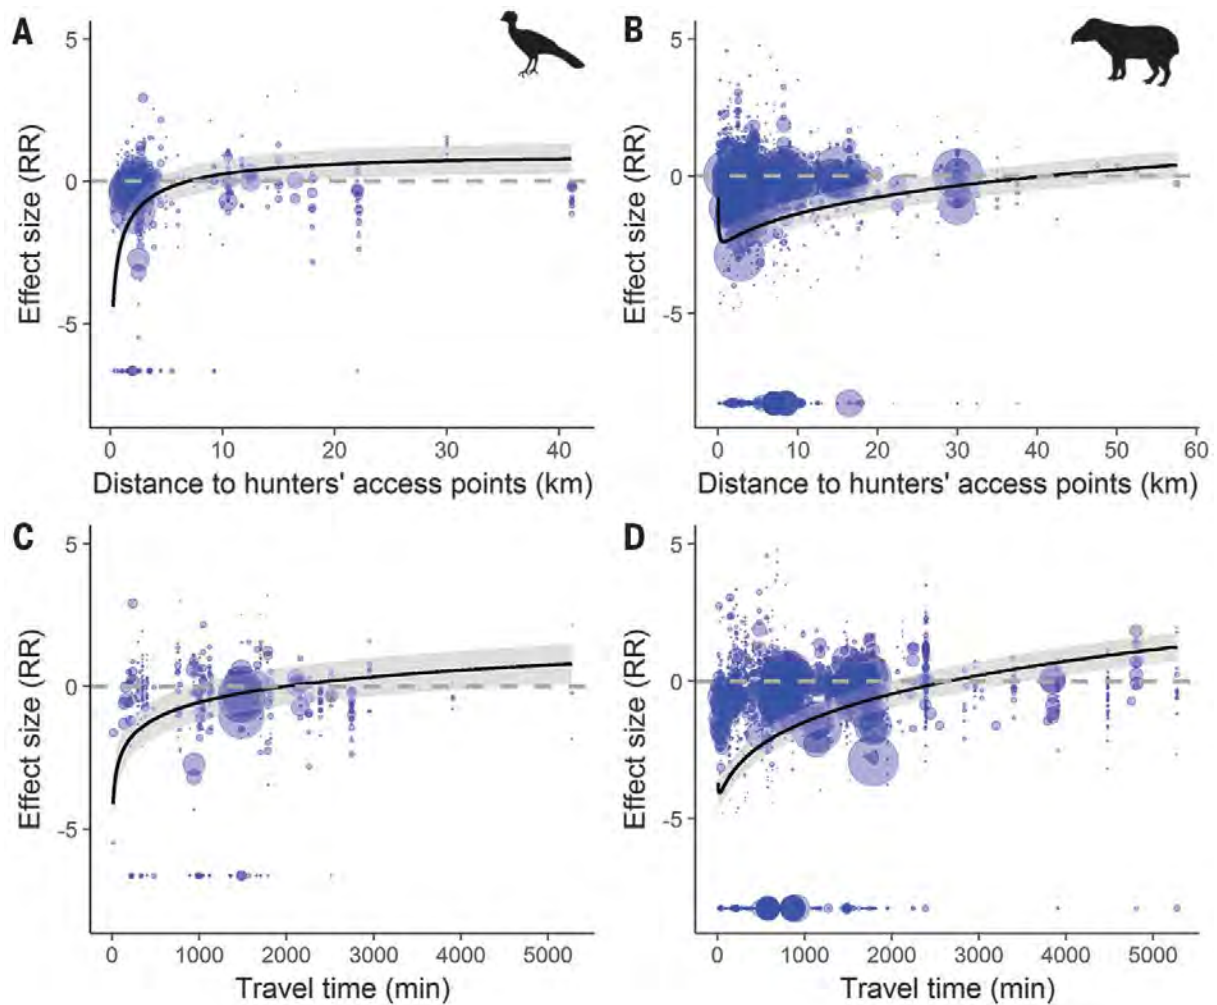 A
5
0
-5
Effect size (RR)
0 10 20 30 40
Distance to hunters' access points (km)
B
5
0
-5
Effect size (RR)
0 10 20 30 40 50 60
Distance to hunters' access points (km)
C
5
0
-5
Effect size (RR)
0 1000 2000 3000 4000 5000
Travel time (min)
D
5
0
-5
Effect size (RR)
0 1000 2000 3000 4000 5000
Travel time (min)